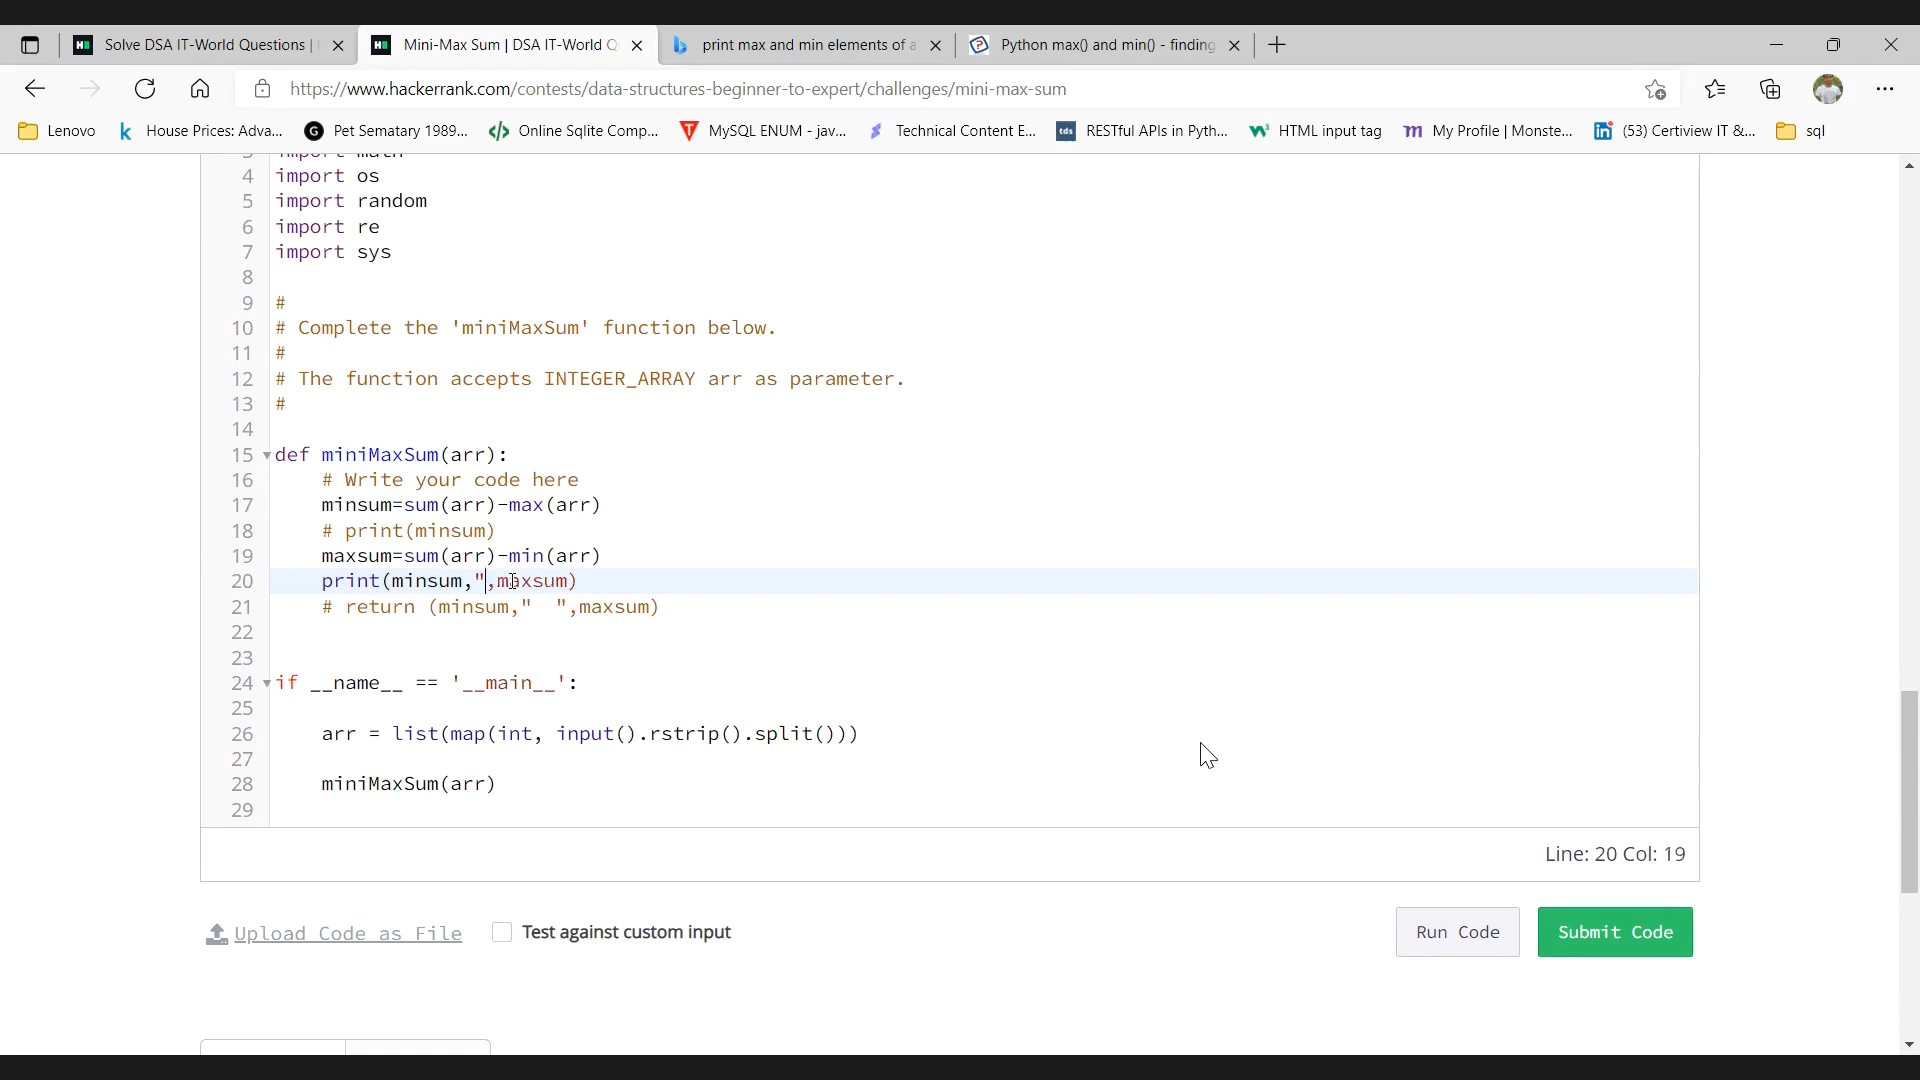 Solve DSA IT-World Questions |
Mini-Max Sum | DSA IT-World Q
print max and min elements of a
Python max() and min() - finding
https://www.hackerrank.com/contests/data-structures-beginner-to-expert/challenges/mini-max-sum
Lenovo
House Prices: Adva...
Pet Sematary 1989...
Online Sqlite Comp...
MySQL ENUM - jav...
Technical Content E...
tds RESTful APIs in Pyth...
HTML input tag
My Profile | Monste...
(53) Certiview IT &...
sql
3 import math
4 import os
5 import random
6 import re
7 import sys
8
9 #
10 # Complete the 'miniMaxSum' function below.
11 #
12 # The function accepts INTEGER_ARRAY arr as parameter.
13 #
14
15 def miniMaxSum(arr):
16 # Write your code here
17 minsum=sum(arr)-max(arr)
18 # print(minsum)
19 maxsum=sum(arr)-min(arr)
20 print(minsum,",maxsum)
21 # return (minsum,"  ",maxsum)
22
23
24 if __name__ == '__main__':
25
26 arr = list(map(int, input().rstrip().split()))
27
28 miniMaxSum(arr)
29
Line: 20 Col: 19
Upload Code as File
Test against custom input
Run Code
Submit Code